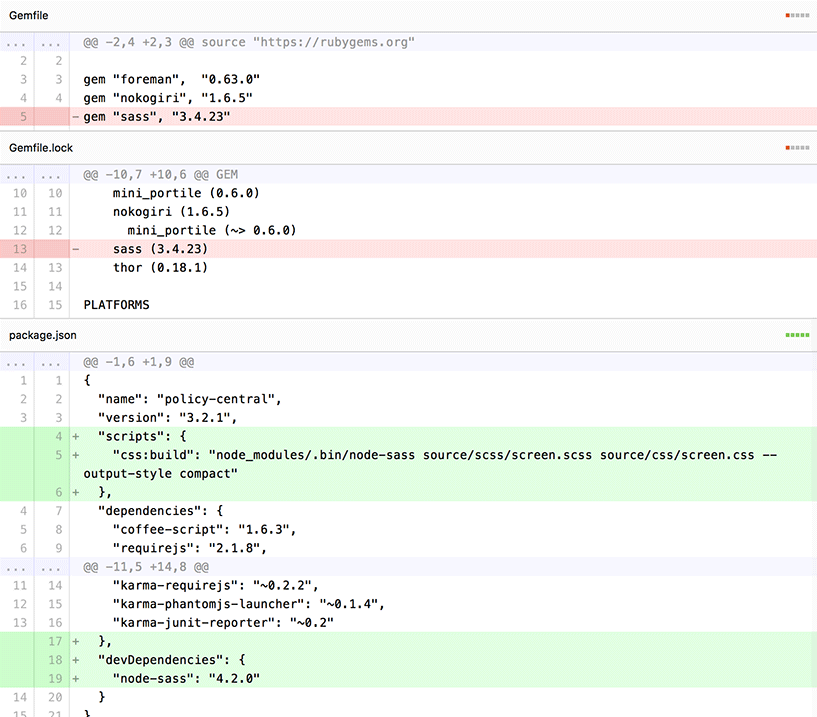 Gemfile
... ... @@ -2,4 +2,3 @@ source "https://rubygems.org"
2 2
3 3 gem "foreman",  "0.63.0"
4 4 gem "nokogiri", "1.6.5"
5 - gem "sass", "3.4.23"
Gemfile.lock
... ... @@ -10,7 +10,6 @@ GEM
10 10     mini_portile (0.6.0)
11 11     nokogiri (1.6.5)
12 12       mini_portile (~> 0.6.0)
13 -     sass (3.4.23)
14 13     thor (0.18.1)
15 14
16 15 PLATFORMS
package.json
... ... @@ -1,6 +1,9 @@
1 1 {
2 2   "name": "policy-central",
3 3   "version": "3.2.1",
4 +   "scripts": {
5 +     "css:build": "node_modules/.bin/node-sass source/scss/screen.scss source/css/screen.css --
output-style compact"
6 +   },
4 7   "dependencies": {
5 8     "coffee-script": "1.6.3",
6 9     "requirejs": "2.1.8",
... ... @@ -11,5 +14,8 @@
11 14     "karma-requirejs": "~0.2.2",
12 15     "karma-phantomjs-launcher": "~0.1.4",
13 16     "karma-junit-reporter": "~0.2"
17 +   },
18 +   "devDependencies": {
19 +     "node-sass": "4.2.0"
14 20   }
15 21 }